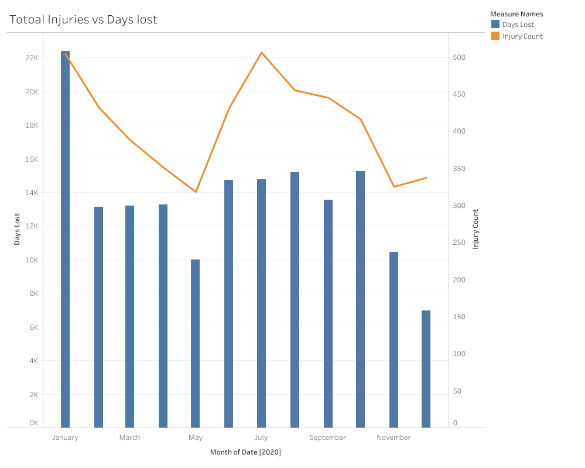 Totoal Injuries vs Days lost
Measure Names
Days Lost
Injury Count
22K
20K
18K
16K
14K
12K
10K
8K
6K
4K
2K
0K
Days Lost
500
450
400
350
300
250
200
150
100
50
0
Injury Count
January March May July September November
Month of Date [2020]